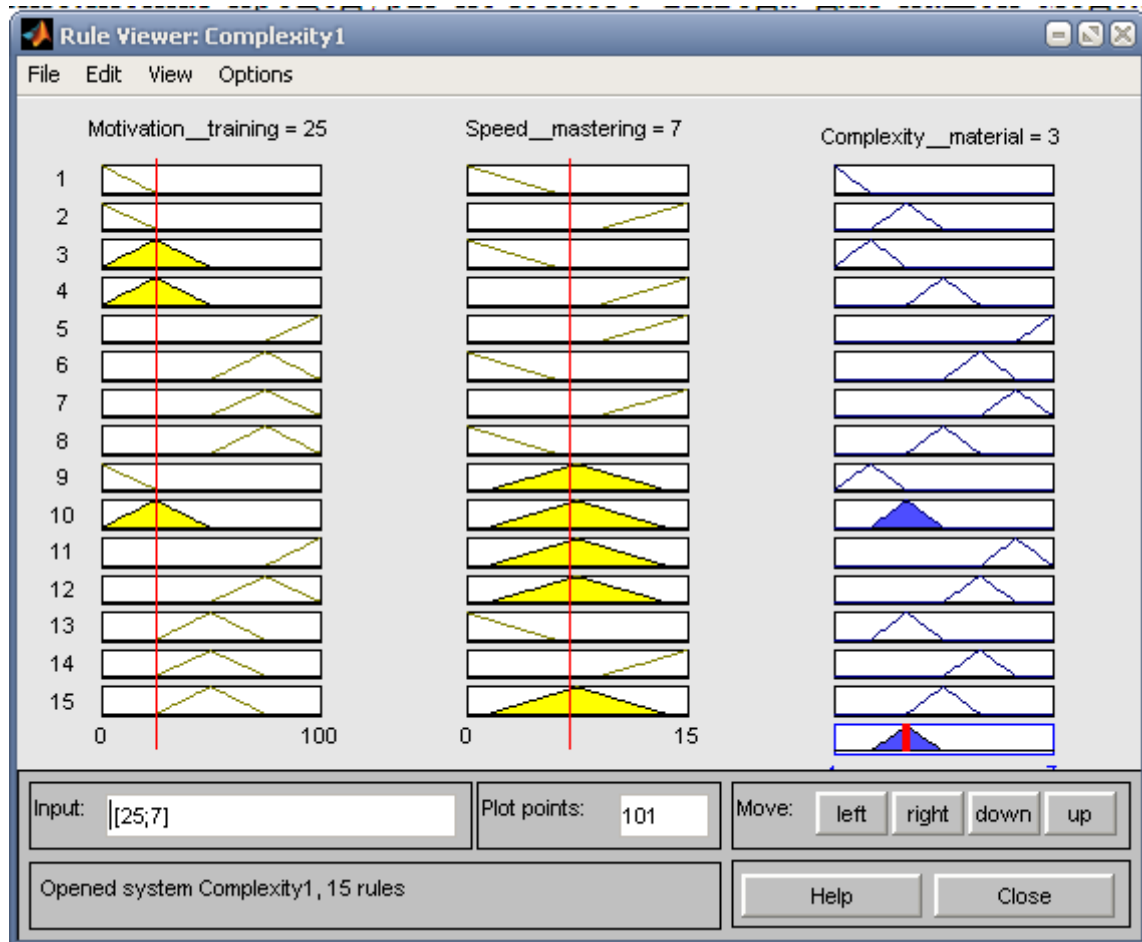 Rule Viewer: Complexity1
File Edit View Options
Motivation__training = 25
Speed__mastering = 7
Complexity__material = 3
1
2
3
4
5
6
7
8
9
10
11
12
13
14
15
0 100
0 15
Input: [25;7]
Plot points: 101
Move: left right down up
Opened system Complexity1, 15 rules
Help Close